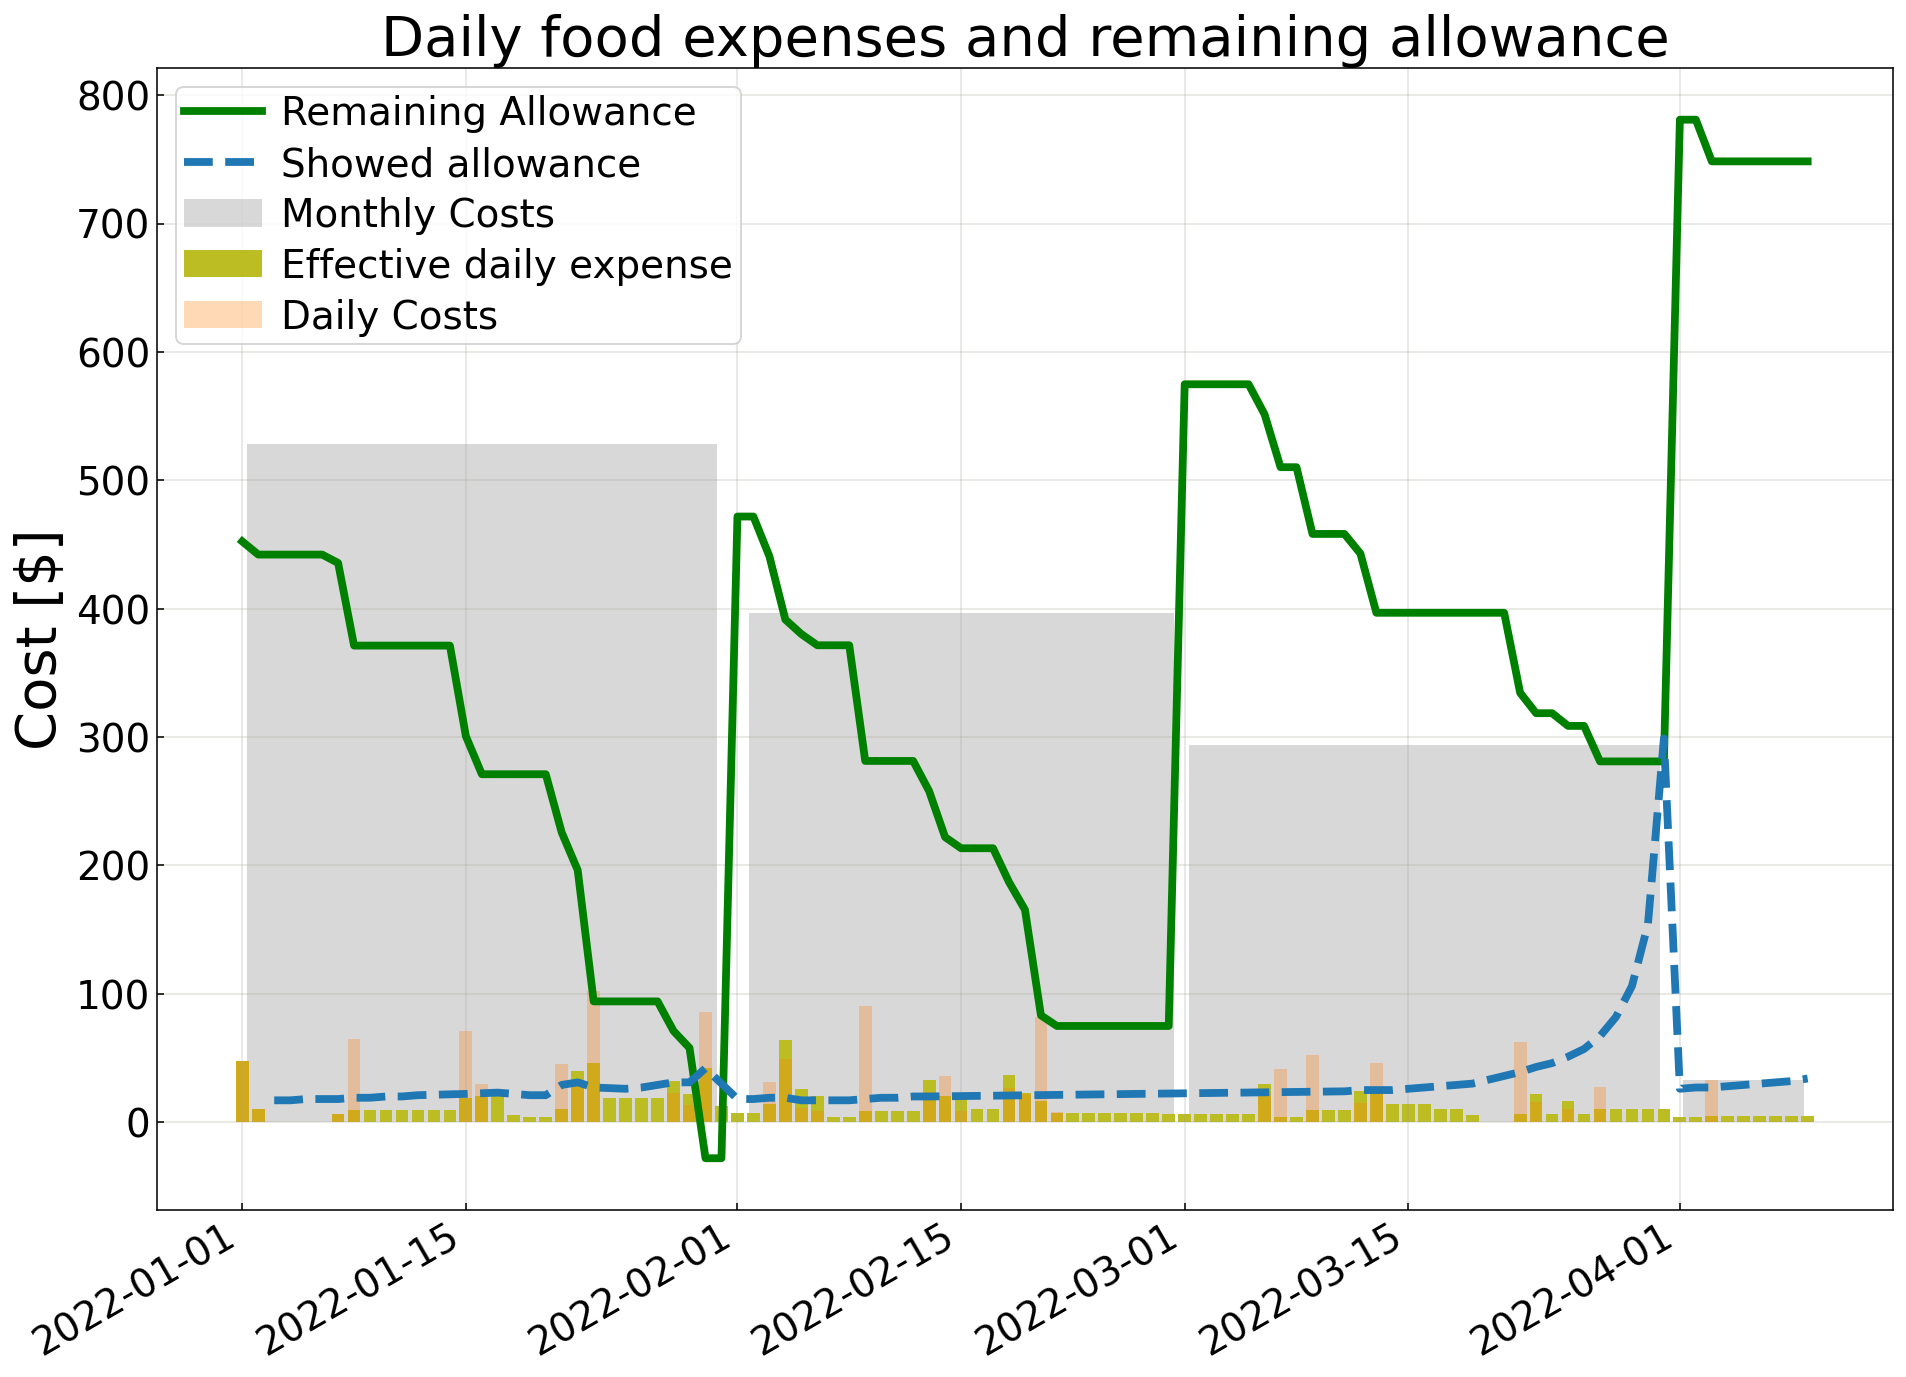 Daily food expenses and remaining allowance
Remaining Allowance
Showed allowance
Monthly Costs
Effective daily expense
Daily Costs
Cost [$]
800
700
600
500
400
300
200
100
0
2022-01-01
2022-01-15
2022-02-01
2022-02-15
2022-03-01
2022-03-15
2022-04-01